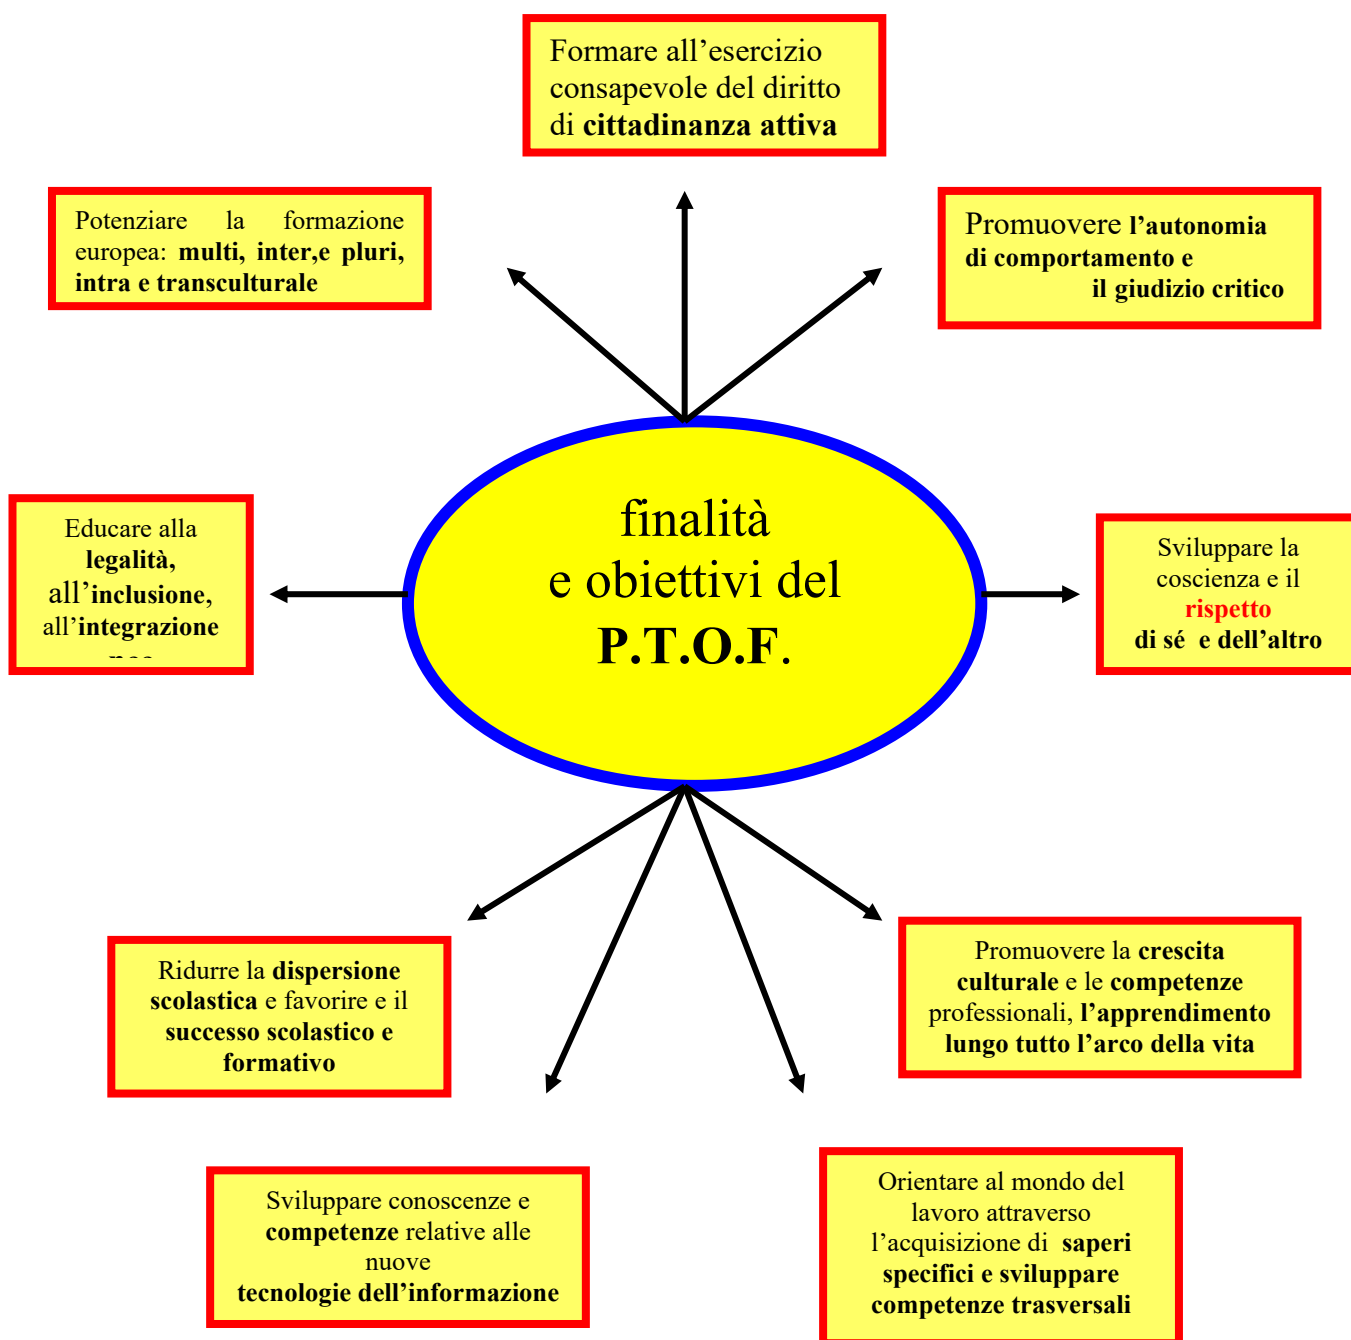 Formare all’esercizio
consapevole del diritto
di cittadinanza attiva
Potenziare la formazione
europea: multi, inter,e pluri,
intra e transculturale
Promuovere l’autonomia
di comportamento e
il giudizio critico
finalità
e obiettivi del
P.T.O.F.
Educare alla
legalità,
all’inclusione,
all’integrazione
Sviluppare la
coscienza e il
rispetto
di sé e dell’altro
Ridurre la dispersione
scolastica e favorire e il
successo scolastico e
formativo
Promuovere la crescita
culturale e le competenze
professionali, l’apprendimento
lungo tutto l’arco della vita
Sviluppare conoscenze e
competenze relative alle
nuove
tecnologie dell’informazione
Orientare al mondo del
lavoro attraverso
l’acquisizione di saperi
specifici e sviluppare
competenze trasversali